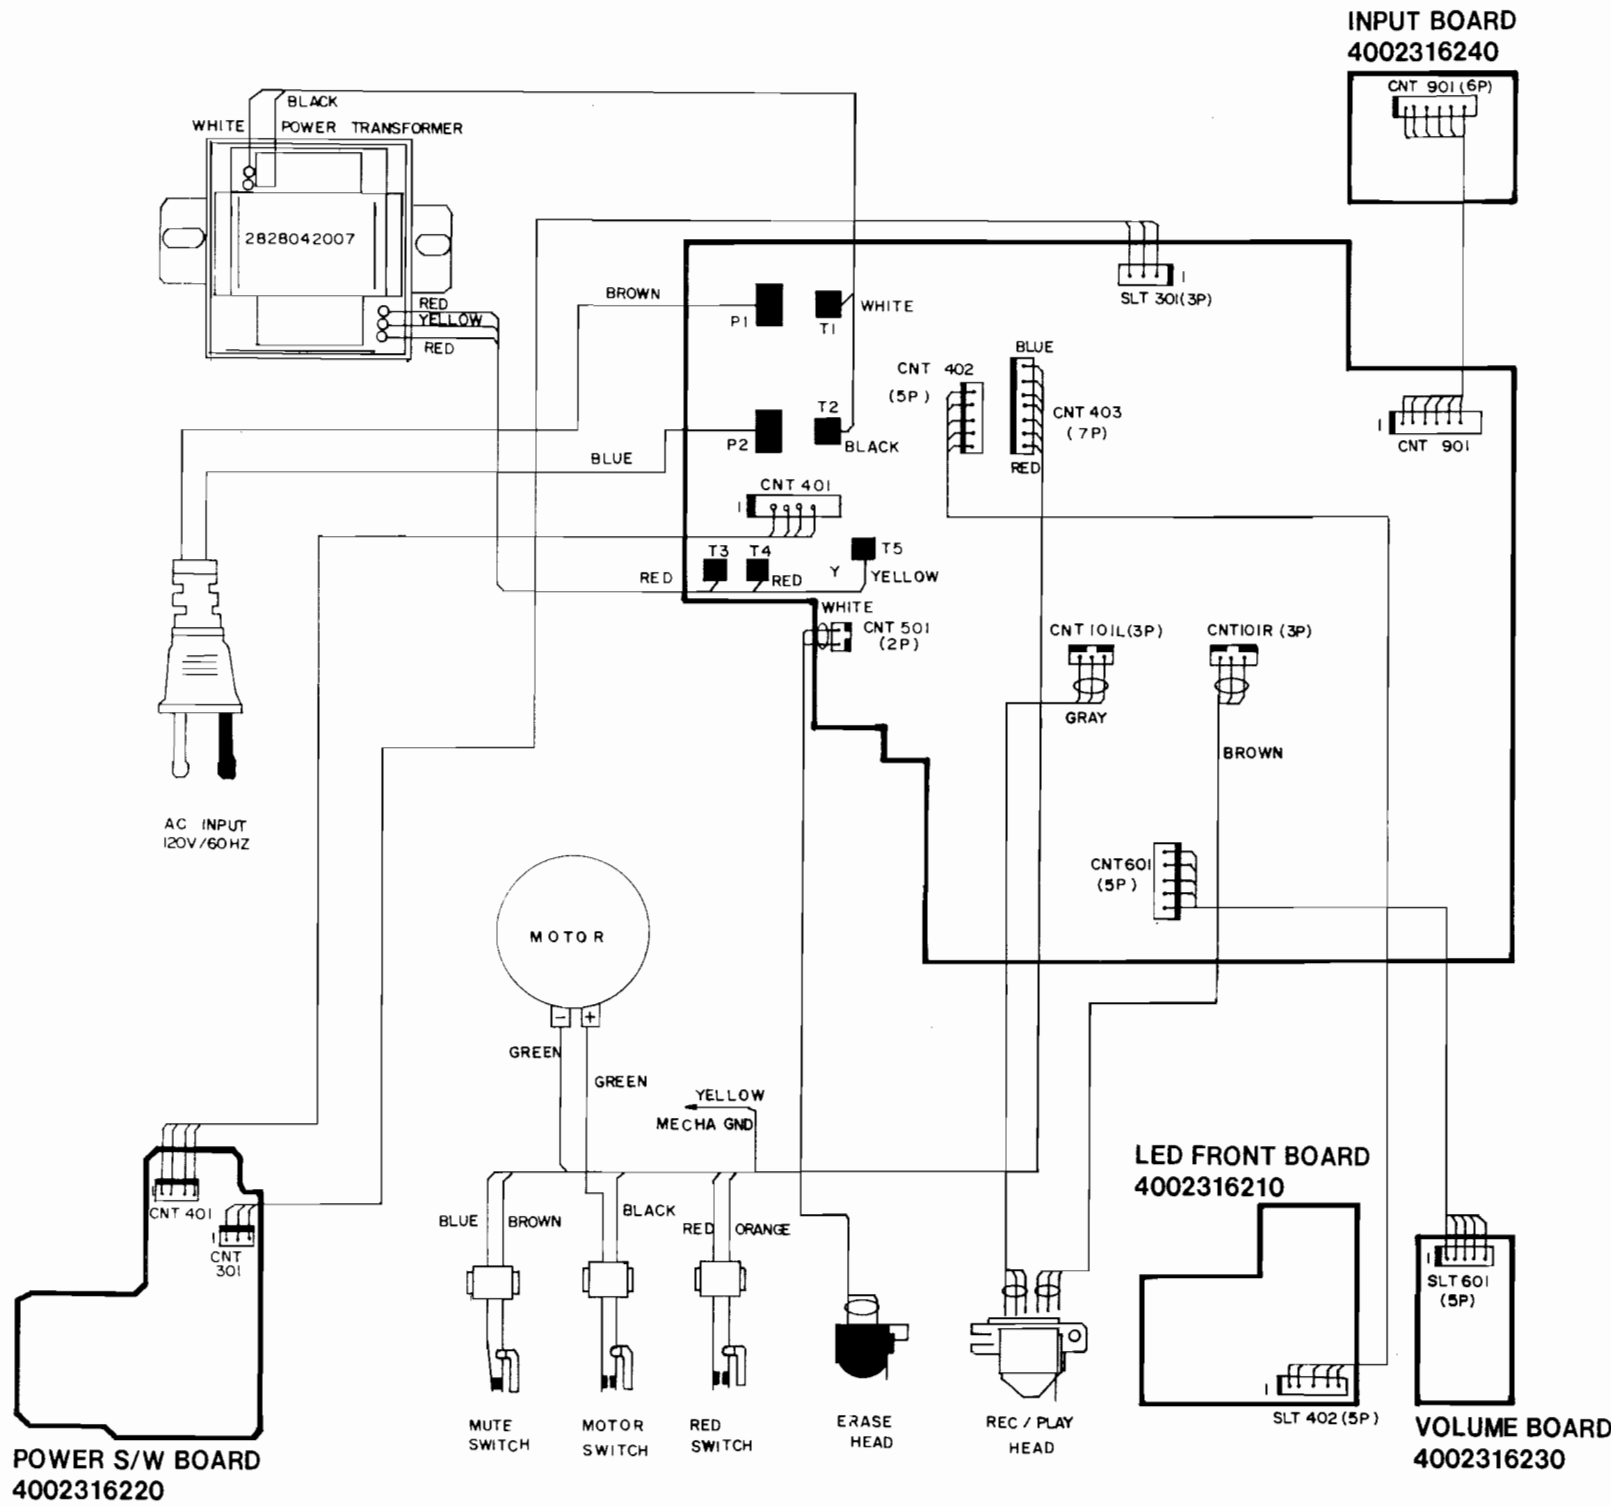 INPUT BOARD
4002316240
CNT 901 (6P)
BLACK
WHITE
POWER TRANSFORMER
2828042007
RED
YELLOW
RED
BROWN
P1
T1
WHITE
SLT 301(3P)
1
BLUE
CNT 402
(5P)
CNT 403
(7P)
RED
T2
P2
BLACK
BLUE
1
CNT 901
CNT 401
1
T3
T4
T5
RED
RED
Y
YELLOW
WHITE
CNT 501
(2P)
CNT 101L(3P)
CNT101R (3P)
GRAY
BROWN
AC INPUT
120V/60HZ
CNT601
(5P)
MOTOR
- +
GREEN
GREEN
YELLOW
MECHA GND
LED FRONT BOARD
4002316210
1
CNT 401
1
CNT
301
BLUE
BROWN
BLACK
RED
ORANGE
1
SLT 601
(5P)
1
SLT 402 (5P)
MUTE
SWITCH
MOTOR
SWITCH
RED
SWITCH
ERASE
HEAD
REC / PLAY
HEAD
VOLUME BOARD
4002316230
POWER S/W BOARD
4002316220